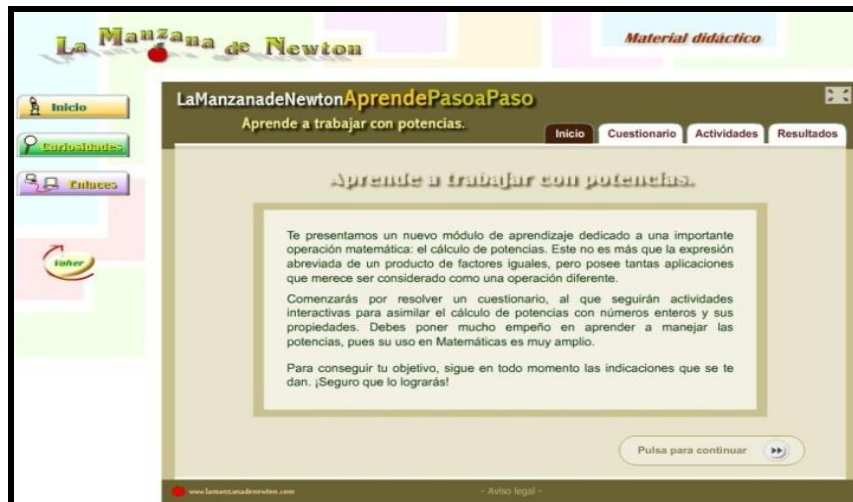 La Manzana de Newton
Material didáctico
Inicio
Curiosidades
Enlaces
Volver
LaManzanadeNewtonAprendePasoaPaso
Aprende a trabajar con potencias.
Inicio Cuestionario Actividades Resultados
Aprende a trabajar con potencias.
Te presentamos un nuevo módulo de aprendizaje dedicado a una importante
operación matemática: el cálculo de potencias. Este no es más que la expresión
abreviada de un producto de factores iguales, pero posee tantas aplicaciones
que merece ser considerado como una operación diferente.
Comenzarás por resolver un cuestionario, al que seguirán actividades
interactivas para asimilar el cálculo de potencias con números enteros y sus
propiedades. Debes poner mucho empeño en aprender a manejar las
potencias, pues su uso en Matemáticas es muy amplio.
Para conseguir tu objetivo, sigue en todo momento las indicaciones que se te
dan. ¡Seguro que lo lograrás!
Pulsa para continuar
www.lamanzanadenewton.com
- Aviso legal -